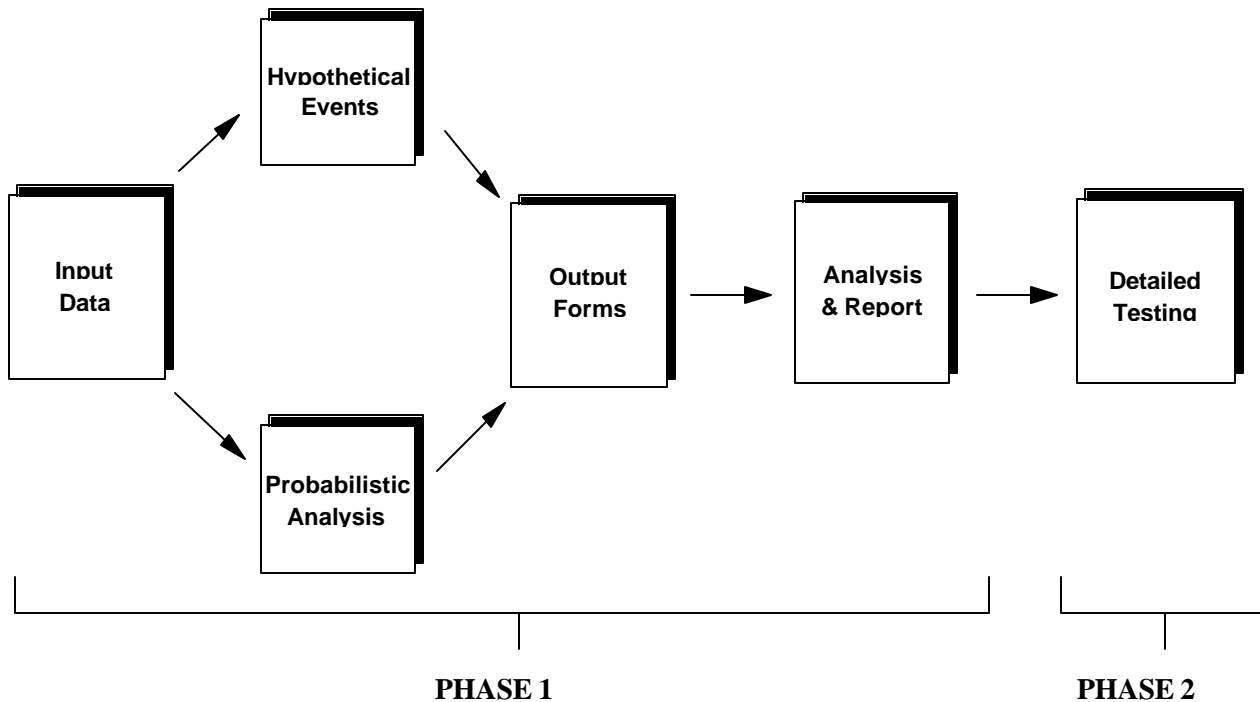 Input
Data
Hypothetical
Events
Probabilistic
Analysis
Output
Forms
Analysis
& Report
Detailed
Testing
PHASE 1
PHASE 2